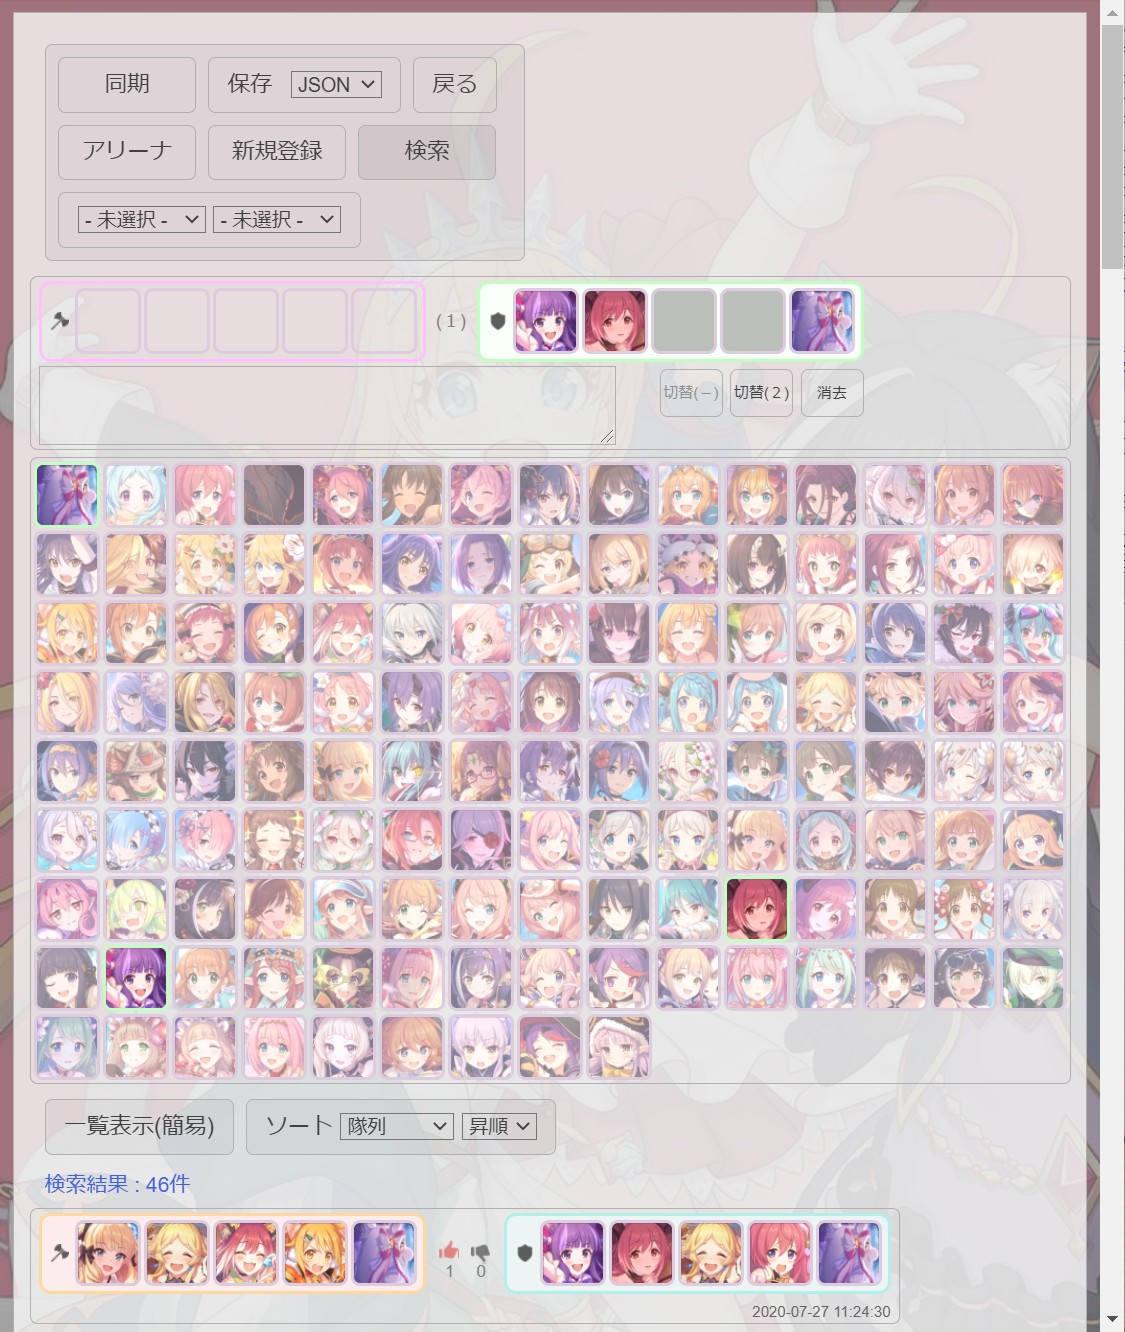 同期 保存 JSON 戻る
アリーナ 新規登録 検索
- 未選択 - - 未選択 -
( 1 )
切替(－) 切替(２) 消去
一覧表示(簡易) ソート 隊列 昇順
検索結果 : 46件
1 0
2020-07-27 11:24:30